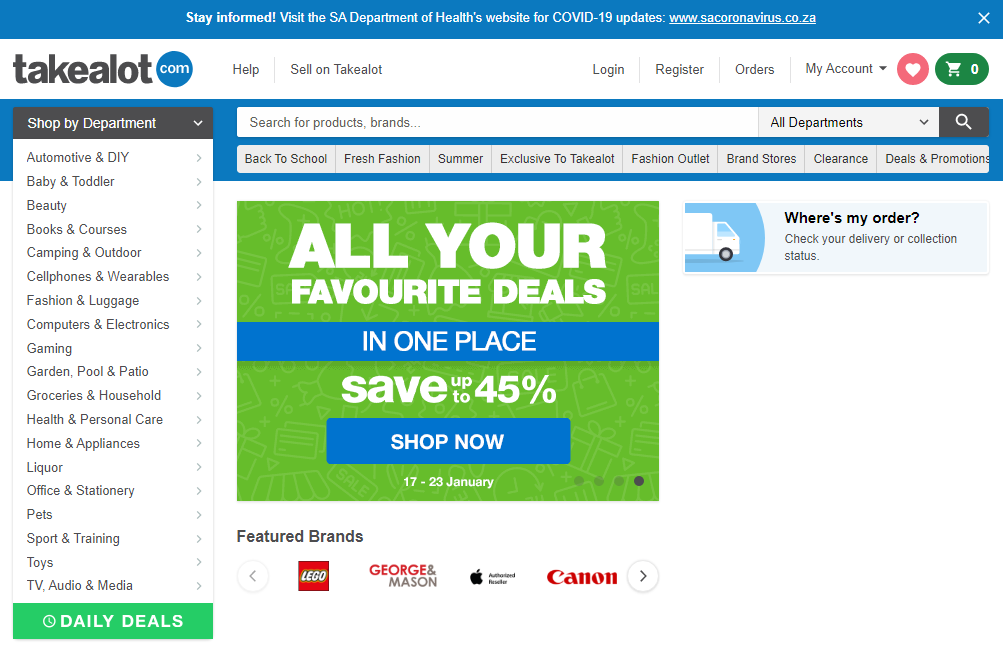 Stay informed! Visit the SA Department of Health's website for COVID-19 updates: www.sacoronavirus.co.za
takealot com
Help
Sell on Takealot
Login
Register
Orders
My Account
0
Shop by Department
Search for products, brands...
All Departments
Back To School
Fresh Fashion
Summer
Exclusive To Takealot
Fashion Outlet
Brand Stores
Clearance
Deals & Promotions
Automotive & DIY
Baby & Toddler
Beauty
Books & Courses
Camping & Outdoor
Cellphones & Wearables
Fashion & Luggage
Computers & Electronics
Gaming
Garden, Pool & Patio
Groceries & Household
Health & Personal Care
Home & Appliances
Liquor
Office & Stationery
Pets
Sport & Training
Toys
TV, Audio & Media
DAILY DEALS
ALL YOUR
FAVOURITE DEALS
IN ONE PLACE
save up to 45%
SHOP NOW
17 - 23 January
Where's my order?
Check your delivery or collection
status.
Featured Brands
LEGO
GEORGE&
MASON
Authorized
Reseller
Canon